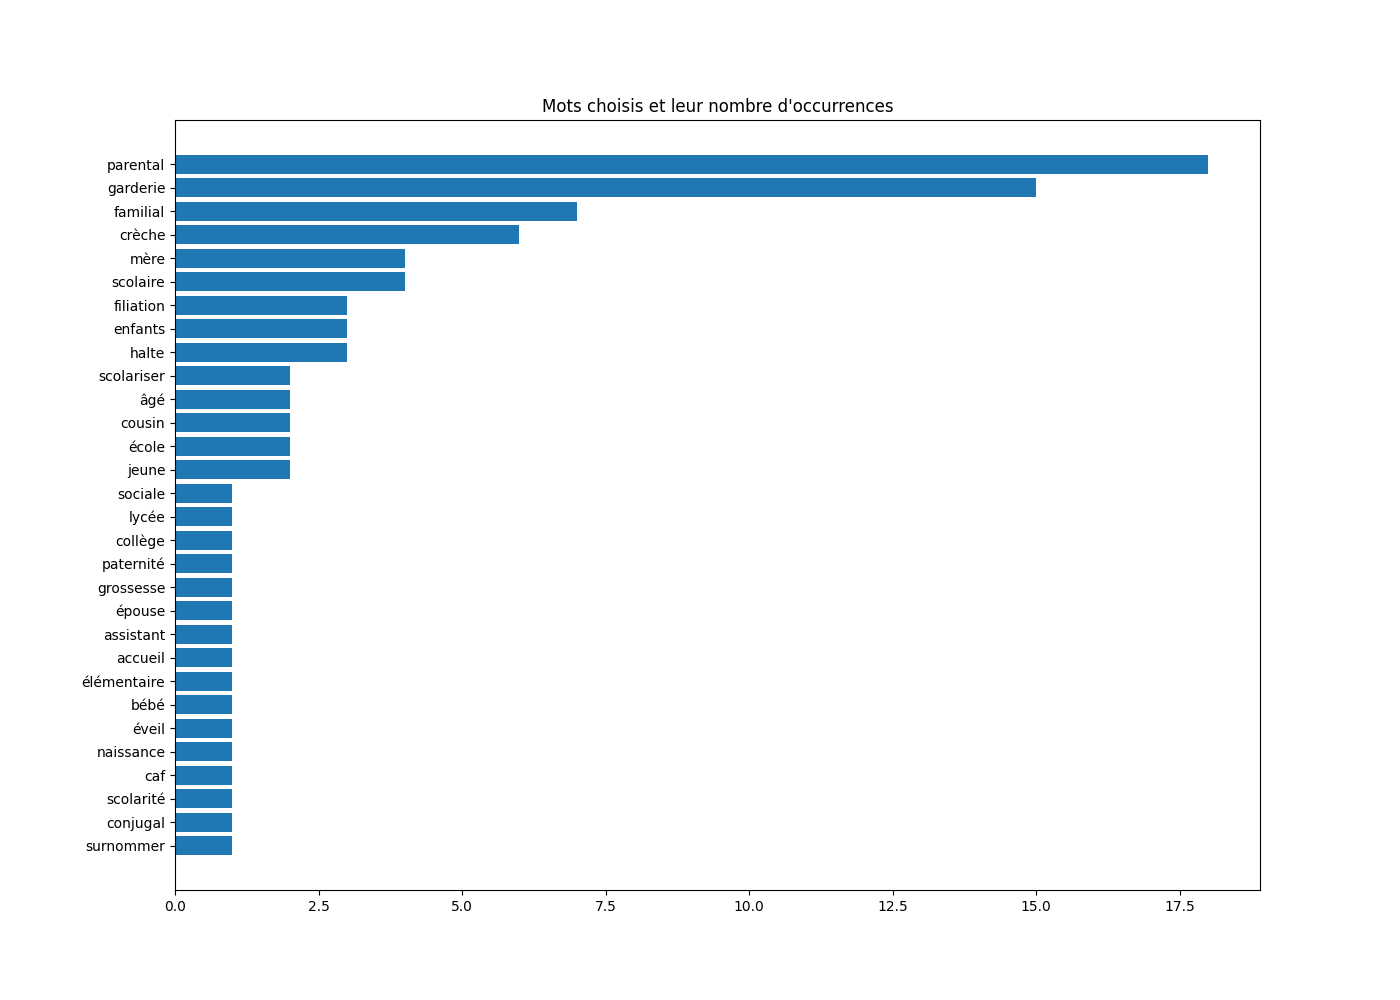 Mots choisis et leur nombre d'occurrences
parental
garderie
familial
crèche
mère
scolaire
filiation
enfants
halte
scolariser
âgé
cousin
école
jeune
sociale
lycée
collège
paternité
grossesse
épouse
assistant
accueil
élémentaire
bébé
éveil
naissance
caf
scolarité
conjugal
surnommer
0.0 2.5 5.0 7.5 10.0 12.5 15.0 17.5